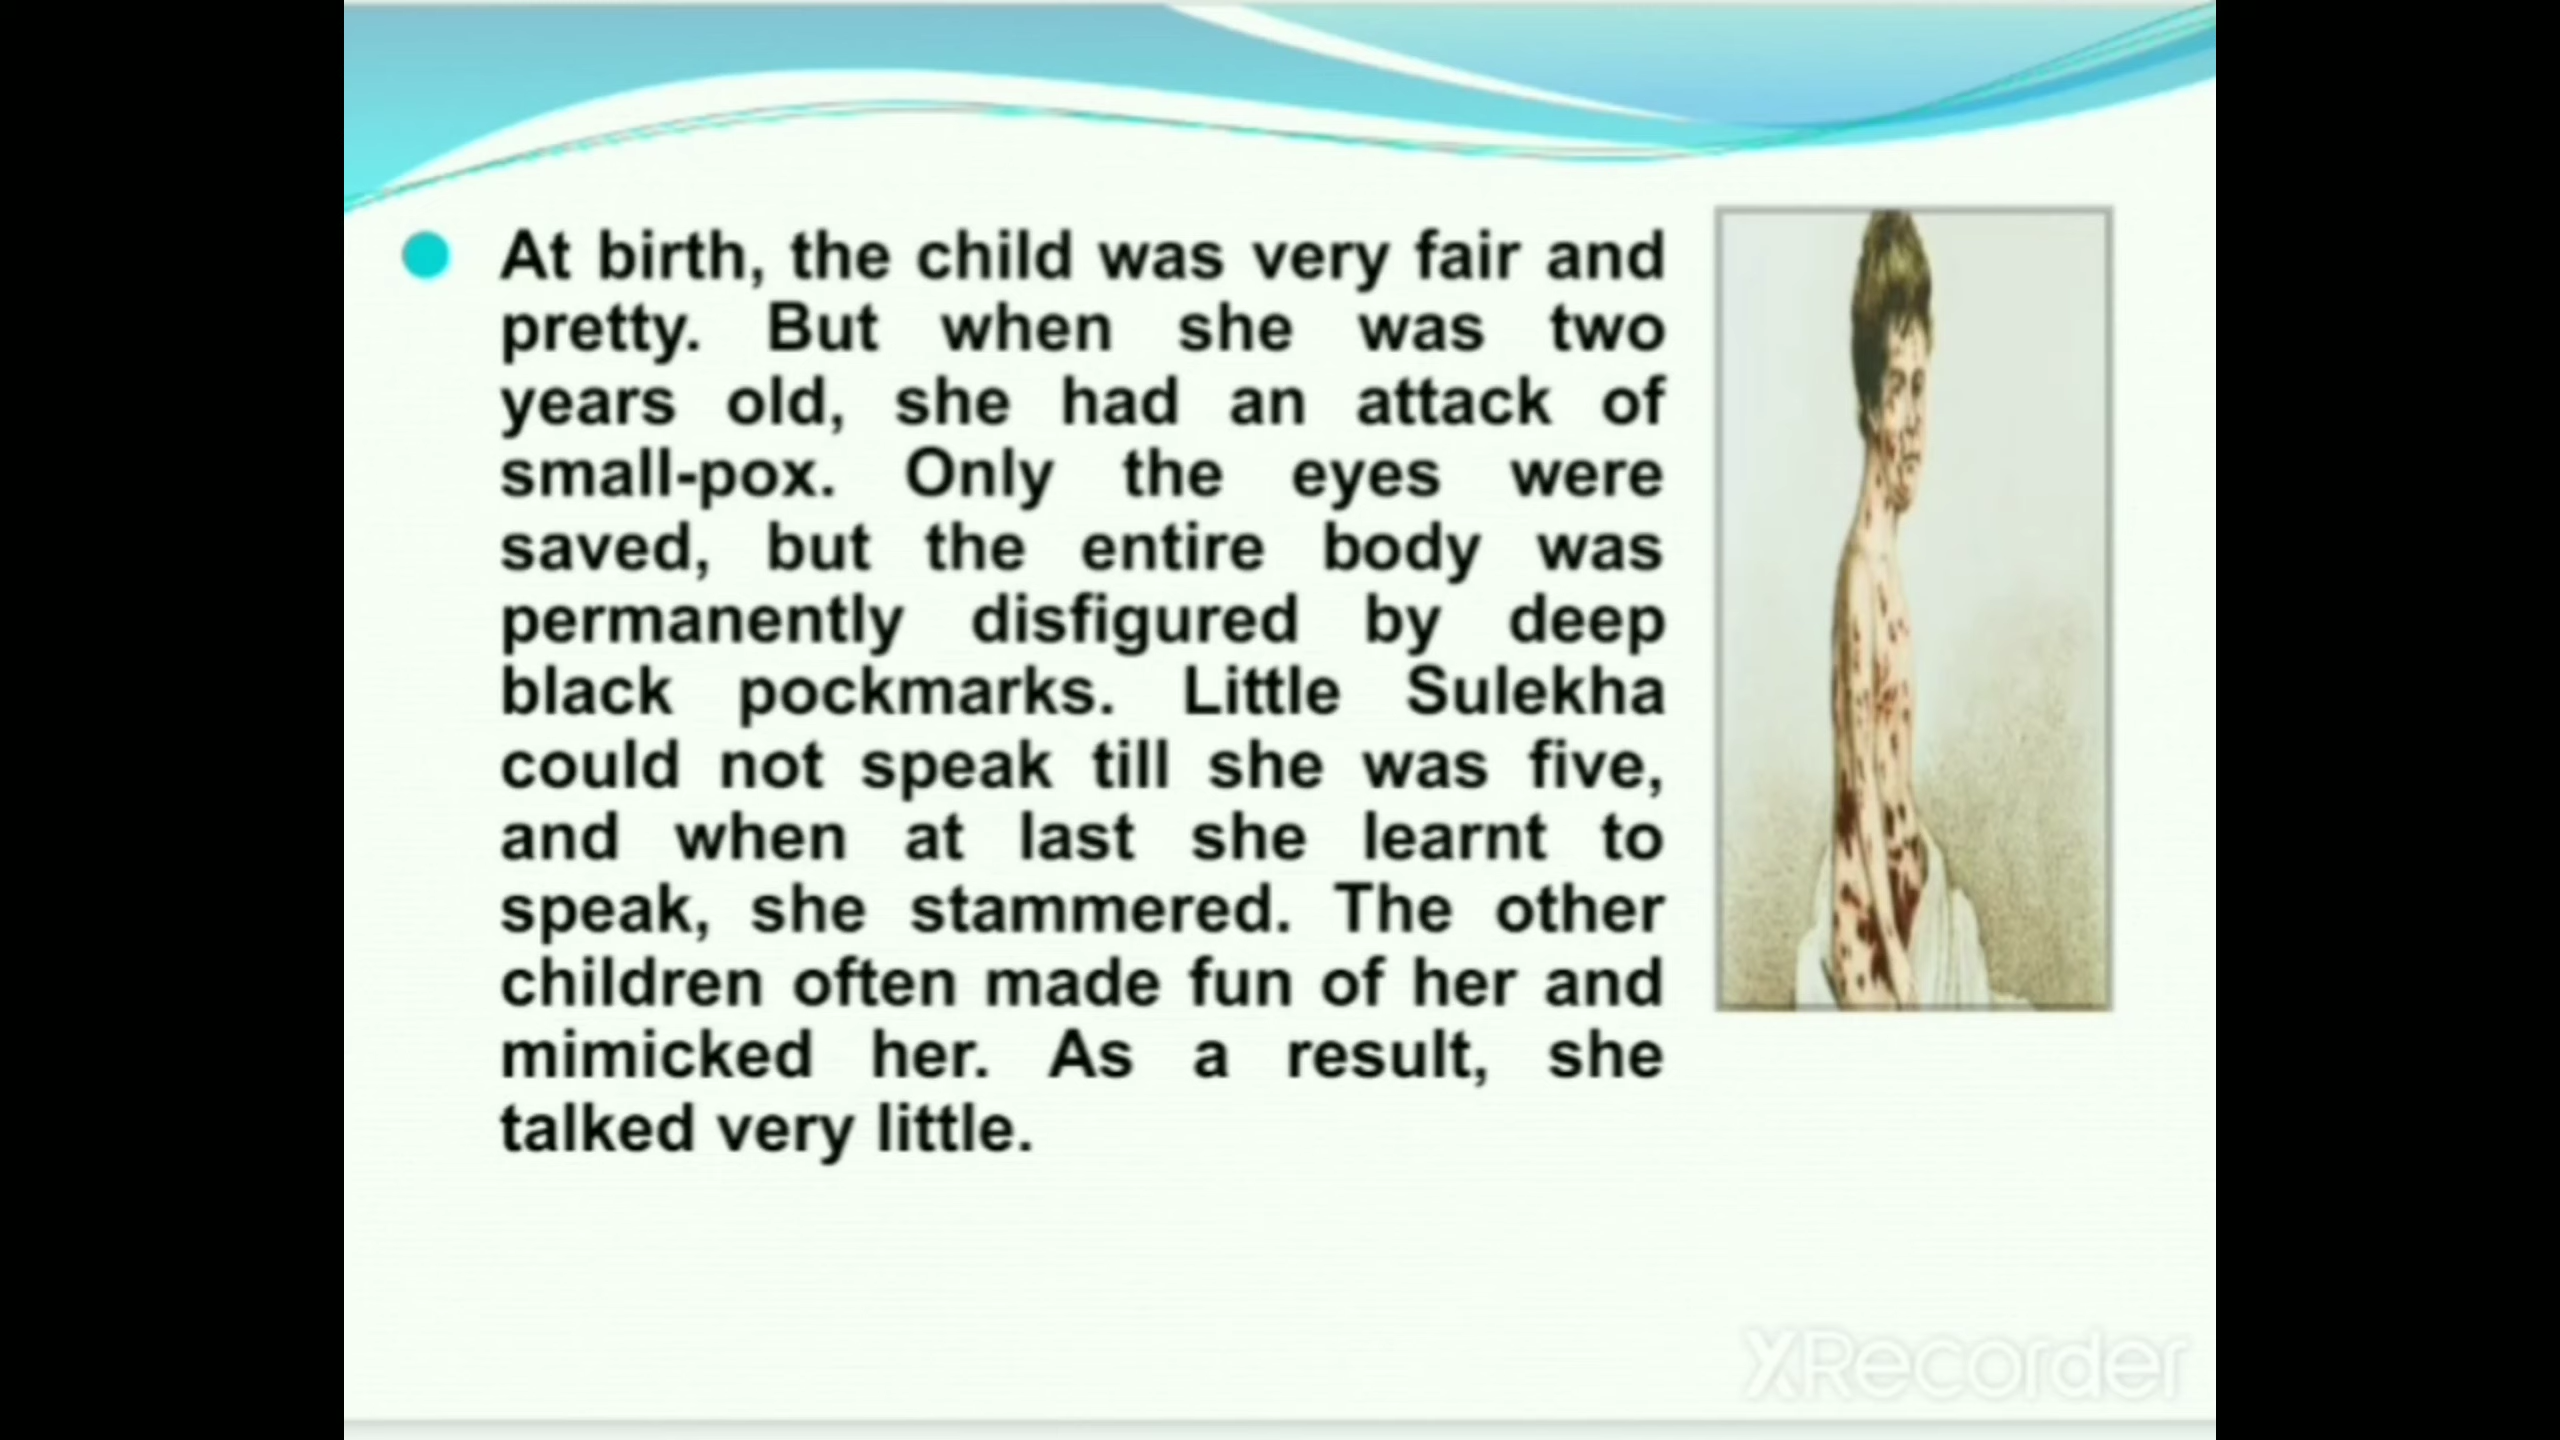 At birth, the child was very fair and
pretty. But when she was two
years old, she had an attack of
small-pox. Only the eyes were
saved, but the entire body was
permanently disfigured by deep
black pockmarks. Little Sulekha
could not speak till she was five,
and when at last she learnt to
speak, she stammered. The other
children often made fun of her and
mimicked her. As a result, she
talked very little.
XRecorder